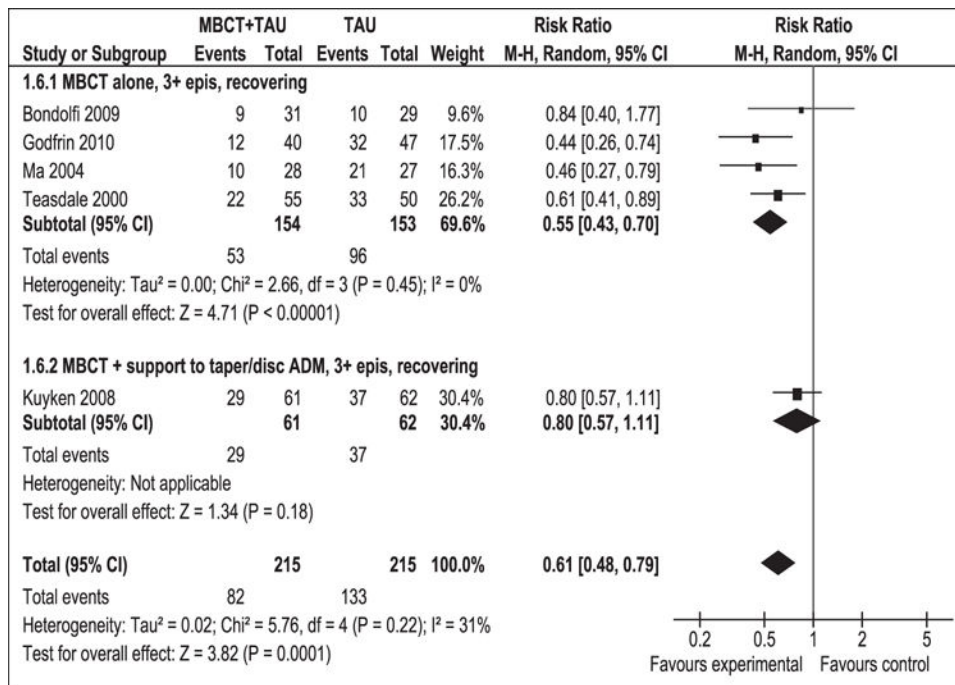 MBCT+TAU TAU Risk Ratio Risk Ratio
Study or Subgroup Events Total Events Total Weight M-H, Random, 95% CI M-H, Random, 95% CI
1.6.1 MBCT alone, 3+ epis, recovering
Bondolfi 2009 9 31 10 29 9.6% 0.84 [0.40, 1.77]
Godfrin 2010 12 40 32 47 17.5% 0.44 [0.26, 0.74]
Ma 2004 10 28 21 27 16.3% 0.46 [0.27, 0.79]
Teasdale 2000 22 55 33 50 26.2% 0.61 [0.41, 0.89]
Subtotal (95% CI) 154 153 69.6% 0.55 [0.43, 0.70]
Total events 53 96
Heterogeneity: Tau² = 0.00; Chi² = 2.66, df = 3 (P = 0.45); I² = 0%
Test for overall effect: Z = 4.71 (P < 0.00001)
1.6.2 MBCT + support to taper/disc ADM, 3+ epis, recovering
Kuyken 2008 29 61 37 62 30.4% 0.80 [0.57, 1.11]
Subtotal (95% CI) 61 62 30.4% 0.80 [0.57, 1.11]
Total events 29 37
Heterogeneity: Not applicable
Test for overall effect: Z = 1.34 (P = 0.18)
Total (95% CI) 215 215 100.0% 0.61 [0.48, 0.79]
Total events 82 133
Heterogeneity: Tau² = 0.02; Chi² = 5.76, df = 4 (P = 0.22); I² = 31%
Test for overall effect: Z = 3.82 (P = 0.0001)
0.2 0.5 1 2 5
Favours experimental Favours control